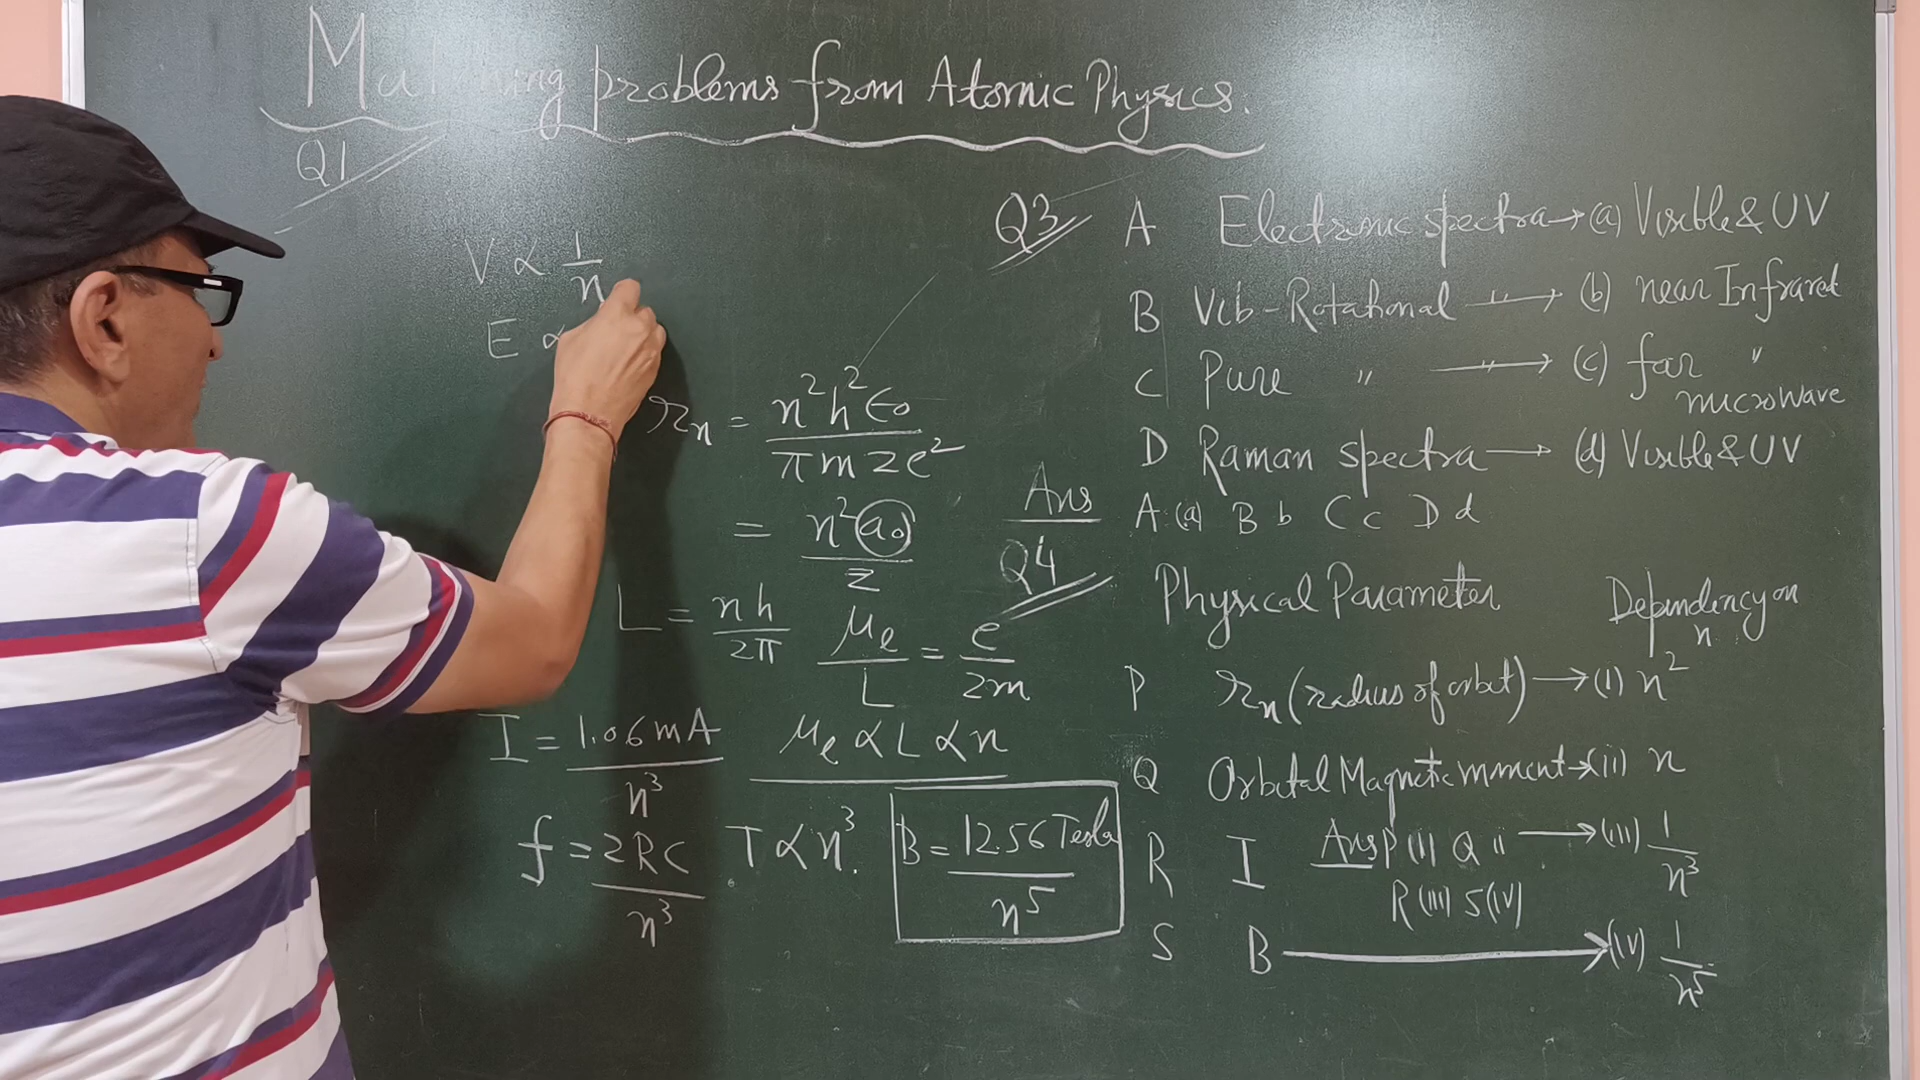 Matching problems from Atomic Physics.
Q1
V ∝ 1/n
E ∝
rn = n²h²ϵ₀ / πmze²
= n²a₀ / z
L = nh / 2π
μe / L = e / 2m
I = 1.06mA / n³
μe ∝ L ∝ n
f = 2RC / n³
T ∝ n³.
B = 12.56 Tesla / n⁵
Q3
A Electronic spectra → (a) Visible & UV
B Vib-Rotational 〃 → (b) near Infrared
C Pure 〃 〃 → (c) far 〃
microwave
D Raman spectra → (d) Visible & UV
Ans A (a) B b C c D d
Q4
Physical Parameter Dependency on n
P rn (radius of orbit) → (i) n²
Q Orbital Magnetic moment → (ii) n
R I → (iii) 1/n³
Ans P (i) Q ii
R (iii) S (iv)
S B → (iv) 1/n⁵